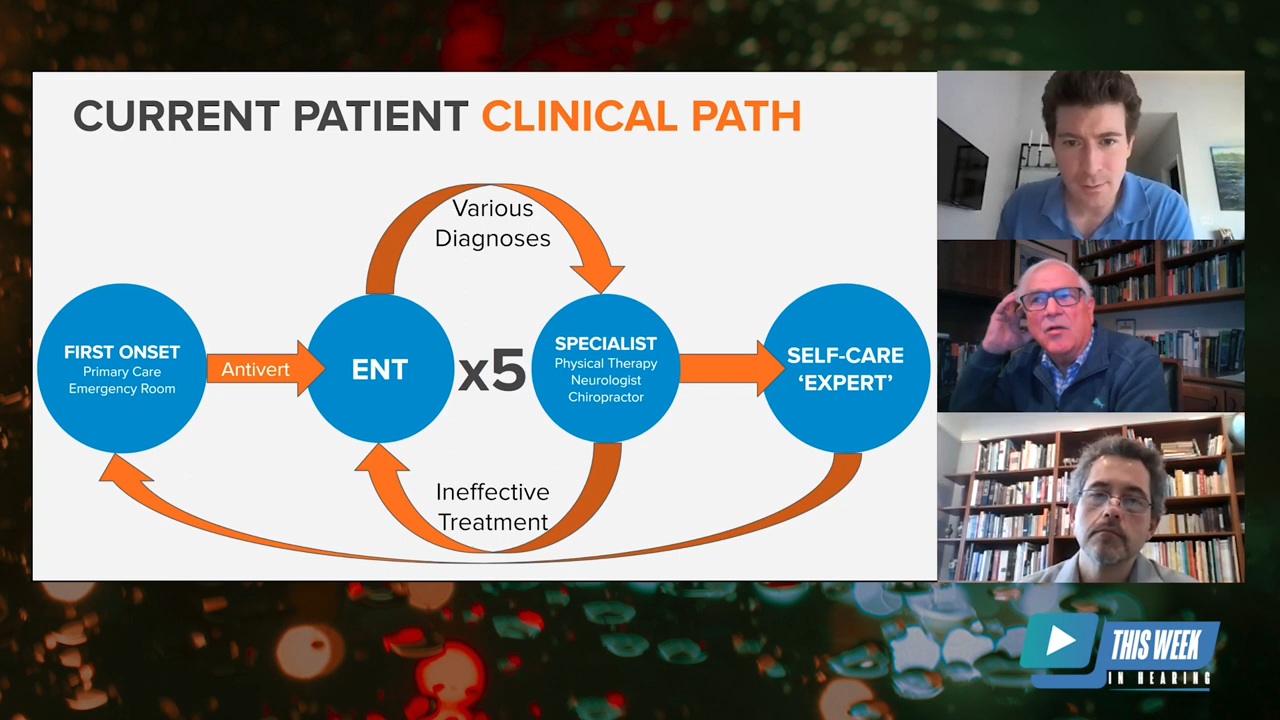 CURRENT PATIENT CLINICAL PATH
Various
Diagnoses
FIRST ONSET
Primary Care
Emergency Room
Antivert
ENT
x5
SPECIALIST
Physical Therapy
Neurologist
Chiropractor
SELF-CARE
‘EXPERT’
Ineffective
Treatment
THIS WEEK
IN HEARING